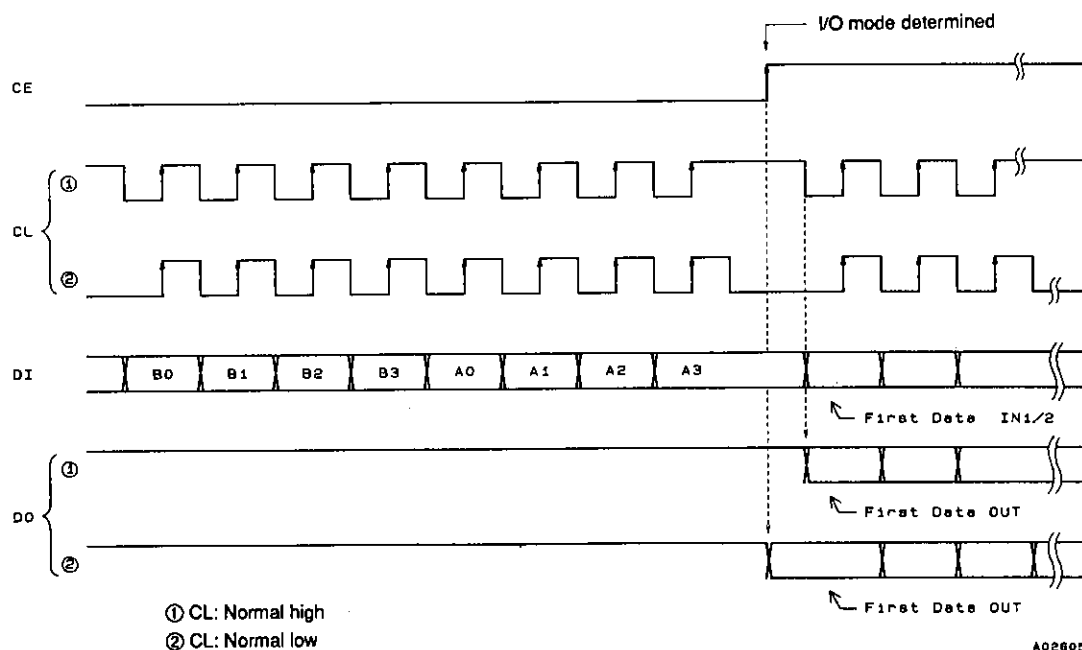 I/O mode determined
CE
①
CL
②
DI B0 B1 B2 B3 A0 A1 A2 A3
First Data IN1/2
①
First Data OUT
DO
②
First Data OUT
① CL: Normal high
② CL: Normal low
A02605